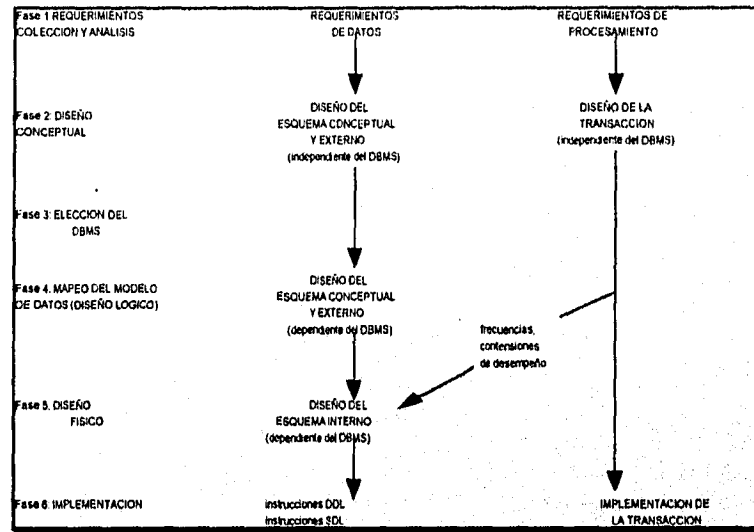 Fase 1 REQUERIMIENTOS
COLECCION Y ANALISIS
REQUERIMIENTOS
DE DATOS
REQUERIMIENTOS DE
PROCESAMIENTO
Fase 2: DISEÑO
CONCEPTUAL
DISEÑO DEL
ESQUEMA CONCEPTUAL
Y EXTERNO
(independiente del DBMS)
DISEÑO DE LA
TRANSACCION
(independiente del DBMS)
Fase 3: ELECCION DEL
DBMS
Fase 4. MAPEO DEL MODELO
DE DATOS (DISEÑO LOGICO)
DISEÑO DEL
ESQUEMA CONCEPTUAL
Y EXTERNO
(dependiente del DBMS)
frecuencias,
contensiones
de desempeño
Fase 5. DISEÑO
FISICO
DISEÑO DEL
ESQUEMA INTERNO
(dependiente del DBMS)
Fase 6: IMPLEMENTACION
instrucciones DDL
instrucciones SDL
IMPLEMENTACION DE
LA TRANSACCION